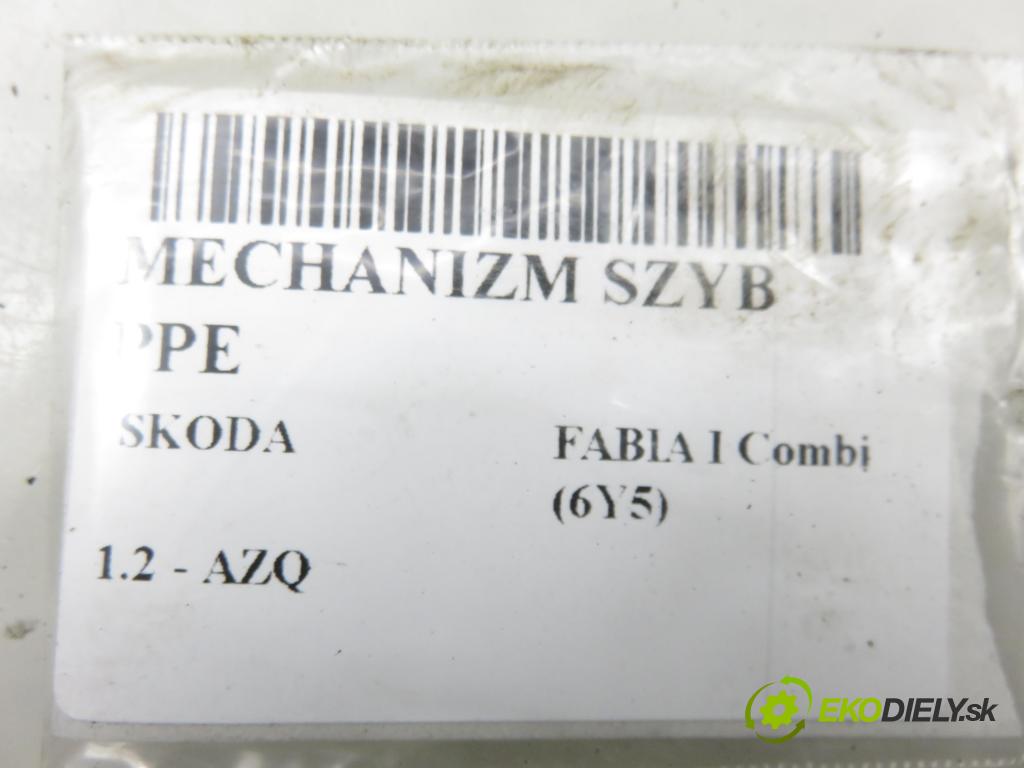 MECHANIZM SZYB
PPE
SKODA
FABIA I Combi
(6Y5)
1.2 - AZQ
EKODIELY.sk